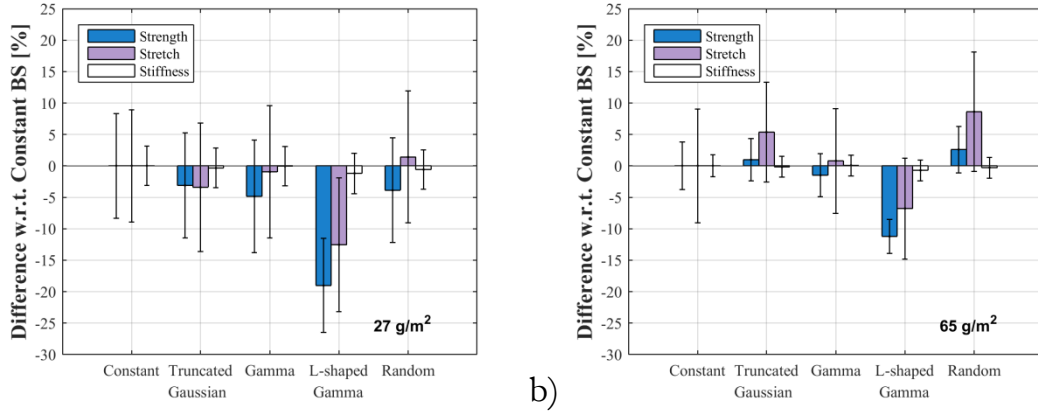 Difference w.r.t. Constant BS [%]
25
20
15
10
5
0
-5
-10
-15
-20
-25
-30
Strength
Stretch
Stiffness
27 g/m²
Constant
Truncated
Gaussian
Gamma
L-shaped
Gamma
Random
b)
Difference w.r.t. Constant BS [%]
25
20
15
10
5
0
-5
-10
-15
-20
-25
-30
Strength
Stretch
Stiffness
65 g/m²
Constant
Truncated
Gaussian
Gamma
L-shaped
Gamma
Random